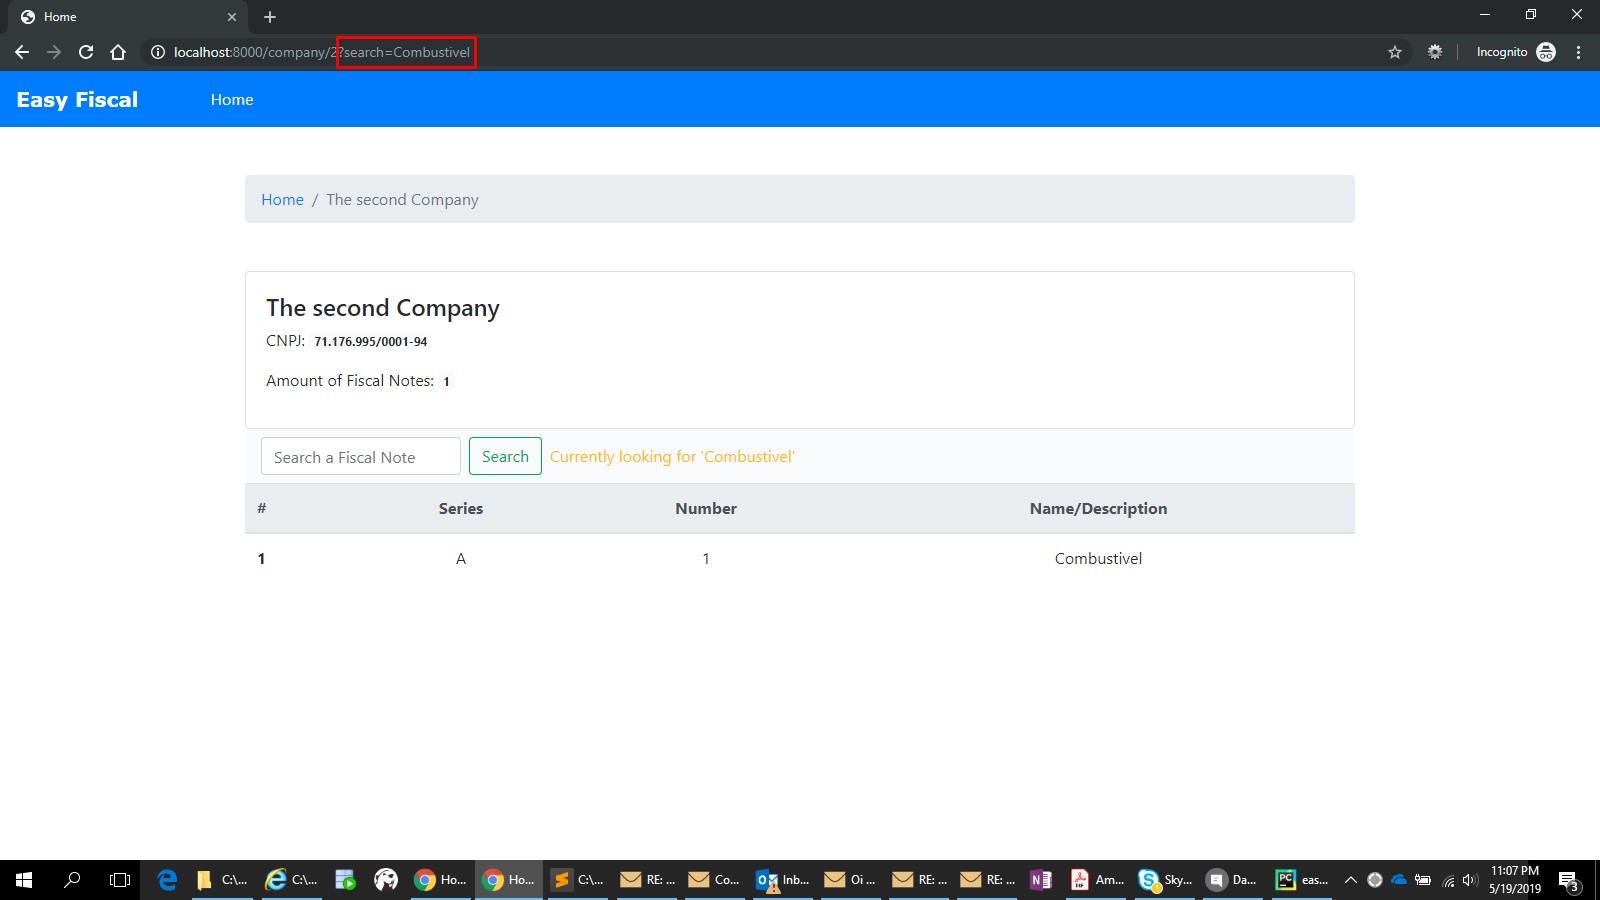 Home
localhost:8000/company/2?search=Combustivel
Incognito
Easy Fiscal
Home
Home / The second Company
The second Company
CNPJ: 71.176.995/0001-94
Amount of Fiscal Notes: 1
Search a Fiscal Note
Search
Currently looking for 'Combustivel'
# Series Number Name/Description
1 A 1 Combustivel
C:\... C:\... Ho... Ho... C:\... RE: ... Co... Inb... Oi ... RE: ... RE: ... Am... Sky... Da... eas...
11:07 PM
5/19/2019
3